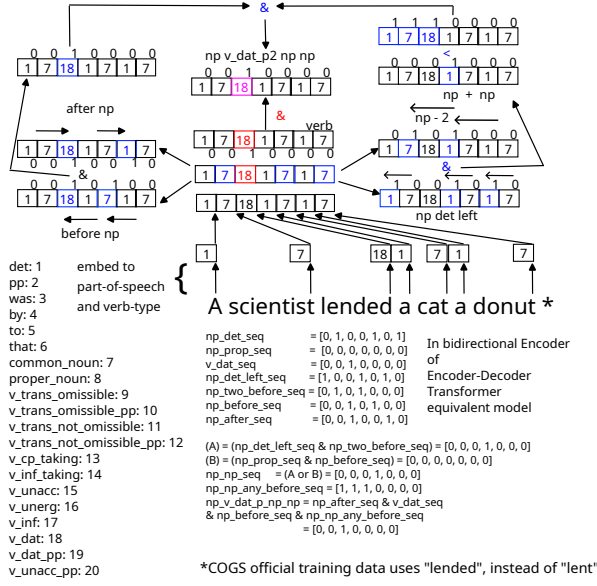 &
np v_dat_p2 np np
1 1 1 0 0 0 0
1 7 18 1 7 1 7
<
0 0 0 1 0 0 0
1 7 18 1 7 1 7
np + np
0 0 1 0 0 0 0
1 7 18 1 7 1 7
0 0 1 0 0 0 0
1 7 18 1 7 1 7
&
after np
verb
1 7 18 1 7 1 7
0 0 1 0 0 0 0
np - 2
1 7 18 1 7 1 7
0 0 1 0 0 1 0
&
0 0 1 0 1 0 0
1 7 18 1 7 1 7
before np
1 7 18 1 7 1 7
1 7 18 1 7 1 7
&
1 7 18 1 7 1 7
np det left
1
7
18 1
7 1
7
det: 1
pp: 2
was: 3
by: 4
to: 5
that: 6
common_noun: 7
proper_noun: 8
v_trans_omissible: 9
v_trans_omissible_pp: 10
v_trans_not_omissible: 11
v_trans_not_omissible_pp: 12
v_cp_taking: 13
v_inf_taking: 14
v_unacc: 15
v_unerg: 16
v_inf: 17
v_dat: 18
v_dat_pp: 19
v_unacc_pp: 20
embed to
part-of-speech
and verb-type
{
A scientist lended a cat a donut *
np_det_seq = [0, 1, 0, 0, 1, 0, 1]
np_prop_seq = [0, 0, 0, 0, 0, 0, 0]
v_dat_seq = [0, 0, 1, 0, 0, 0, 0]
np_det_left_seq = [1, 0, 0, 1, 0, 1, 0]
np_two_before_seq = [0, 1, 0, 1, 0, 0, 0]
np_before_seq = [0, 0, 1, 0, 1, 0, 0]
np_after_seq = [0, 0, 1, 0, 0, 1, 0]
In bidirectional Encoder
of
Encoder-Decoder
Transformer
equivalent model
(A) = (np_det_left_seq & np_two_before_seq) = [0, 0, 0, 1, 0, 0, 0]
(B) = (np_prop_seq & np_before_seq) = [0, 0, 0, 0, 0, 0, 0]
np_np_seq = (A or B) = [0, 0, 0, 1, 0, 0, 0]
np_np_any_before_seq = [1, 1, 1, 0, 0, 0, 0]
np_v_dat_p_np_np = np_after_seq & v_dat_seq
& np_before_seq & np_np_any_before_seq
= [0, 0, 1, 0, 0, 0, 0]
*COGS official training data uses "lended", instead of "lent"